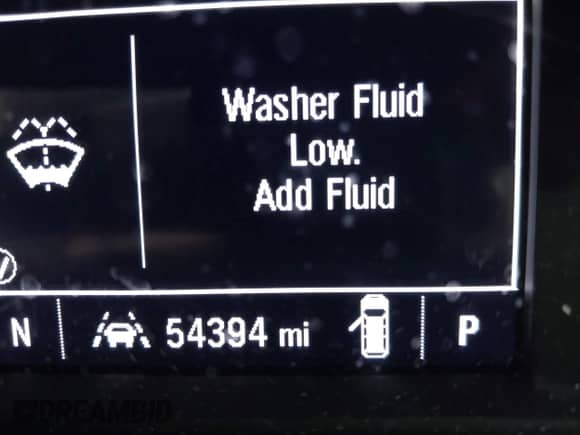 Washer Fluid
Low.
Add Fluid
N
54394 mi
P
DREAMBID